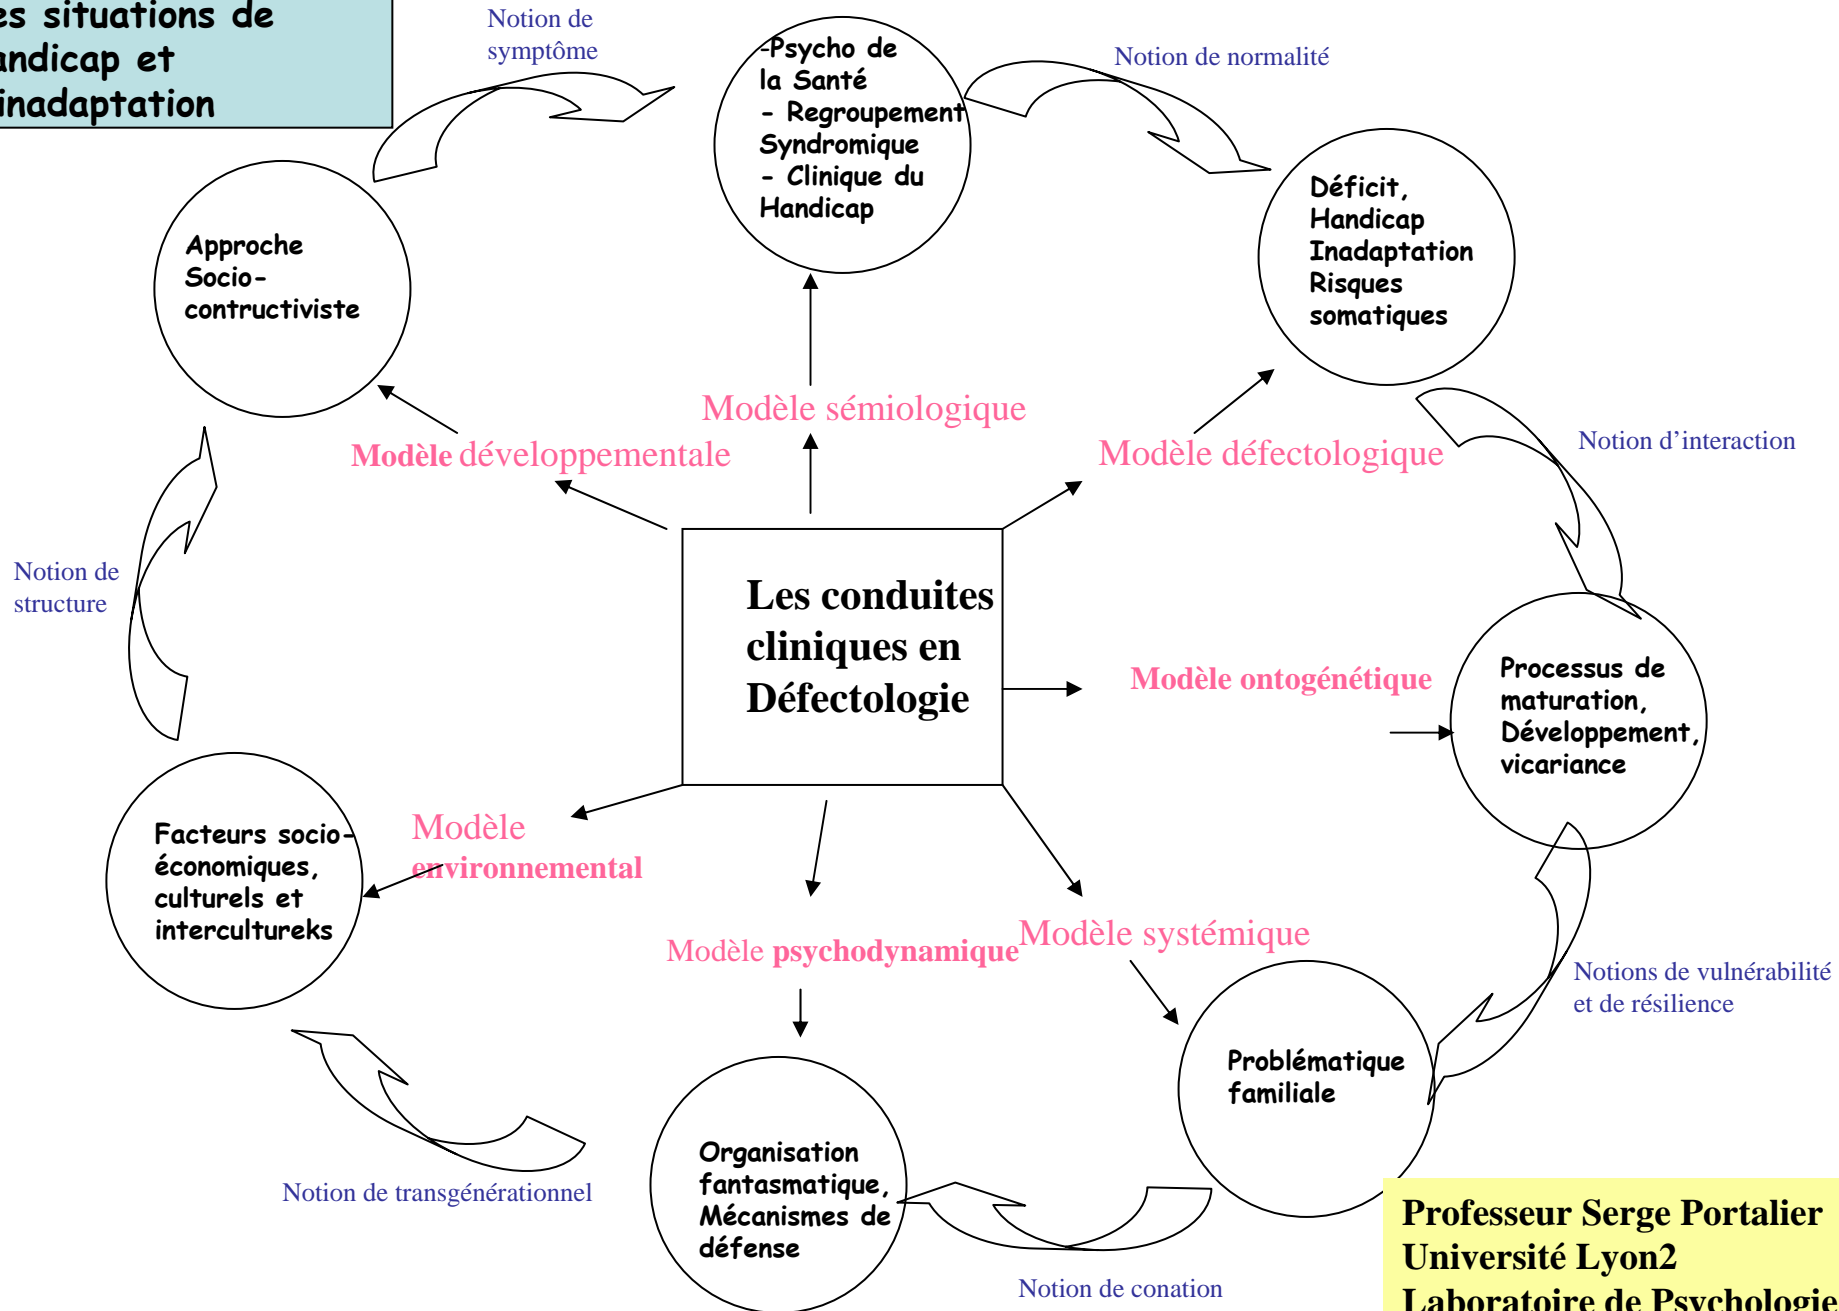 es situations de
andicap et
inadaptation
Notion de
symptôme
-Psycho de
la Santé
- Regroupement
Syndromique
- Clinique du
Handicap
Notion de normalité
Déficit,
Handicap
Inadaptation
Risques
somatiques
Approche
Socio-
contructiviste
Modèle sémiologique
Modèle développementale
Modèle défectologique
Notion d’interaction
Notion de
structure
Les conduites
cliniques en
Défectologie
Modèle ontogénétique
Processus de
maturation,
Développement,
vicariance
Facteurs socio-
économiques,
culturels et
intercultureks
Modèle
environnemental
Modèle psychodynamique
Modèle systémique
Notions de vulnérabilité
et de résilience
Problématique
familiale
Organisation
fantasmatique,
Mécanismes de
défense
Notion de transgénérationnel
Notion de conation
Professeur Serge Portalier
Université Lyon2
Laboratoire de Psychologie